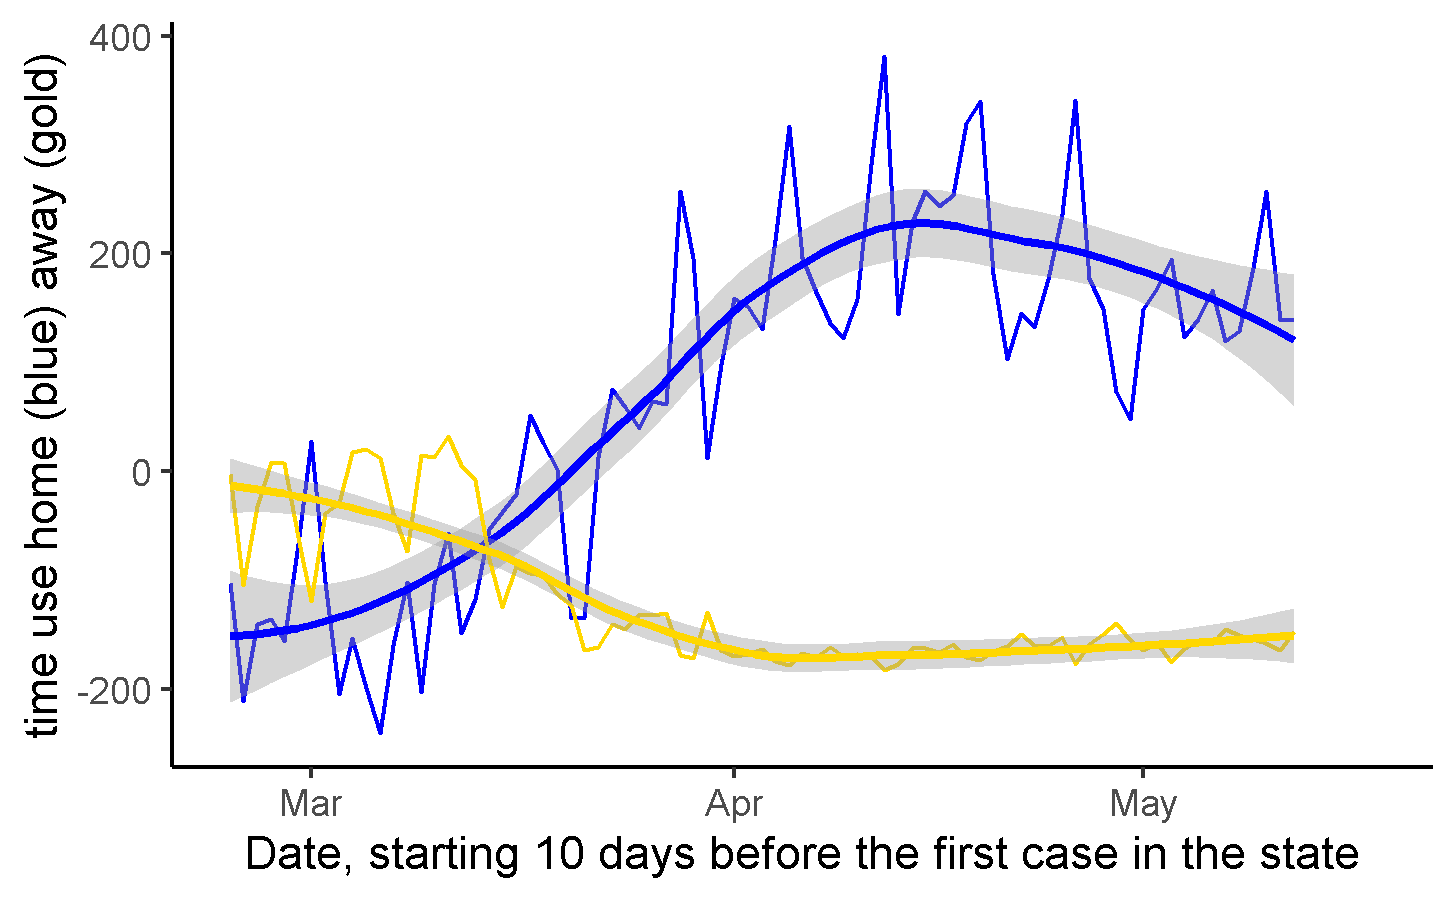 time use home (blue) away (gold)
400
200
0
-200
Mar
Apr
May
Date, starting 10 days before the first case in the state